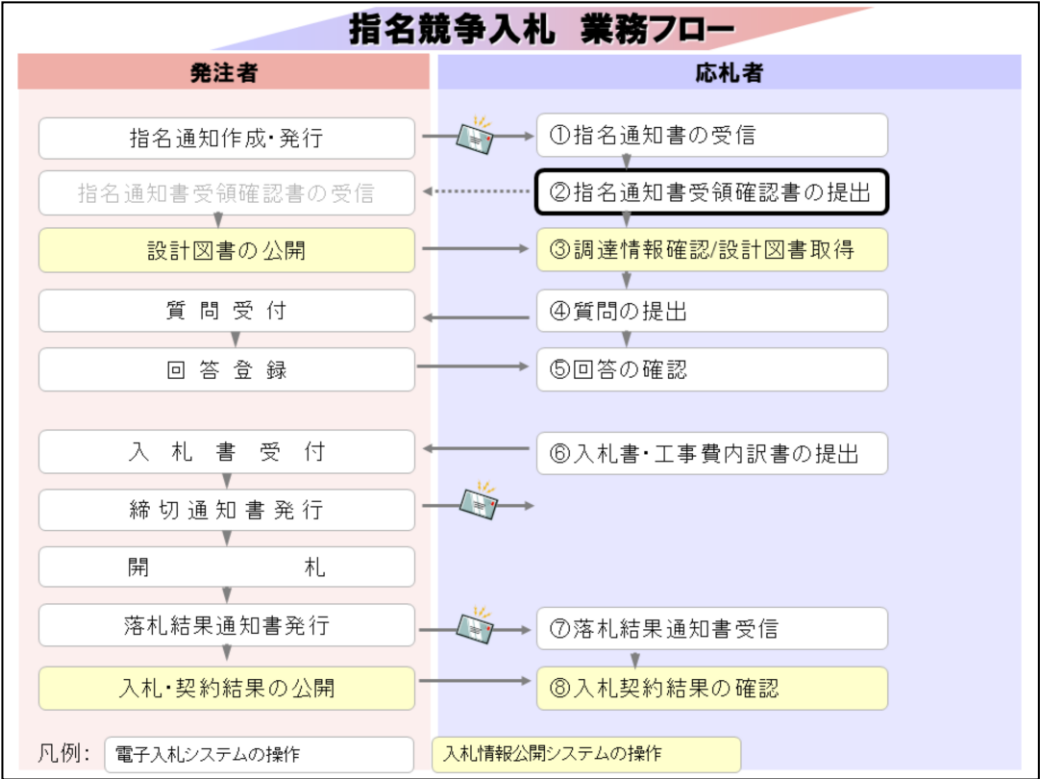 指名競争入札 業務フロー
発注者
応札者
指名通知作成･発行
①指名通知書の受信
指名通知書受領確認書の受信
②指名通知書受領確認書の提出
設計図書の公開
③調達情報確認/設計図書取得
質問受付
④質問の提出
回答登録
⑤回答の確認
入札書受付
⑥入札書・工事費内訳書の提出
締切通知書発行
開札
落札結果通知書発行
⑦落札結果通知書受信
入札･契約結果の公開
⑧入札契約結果の確認
凡例:
電子入札システムの操作
入札情報公開システムの操作